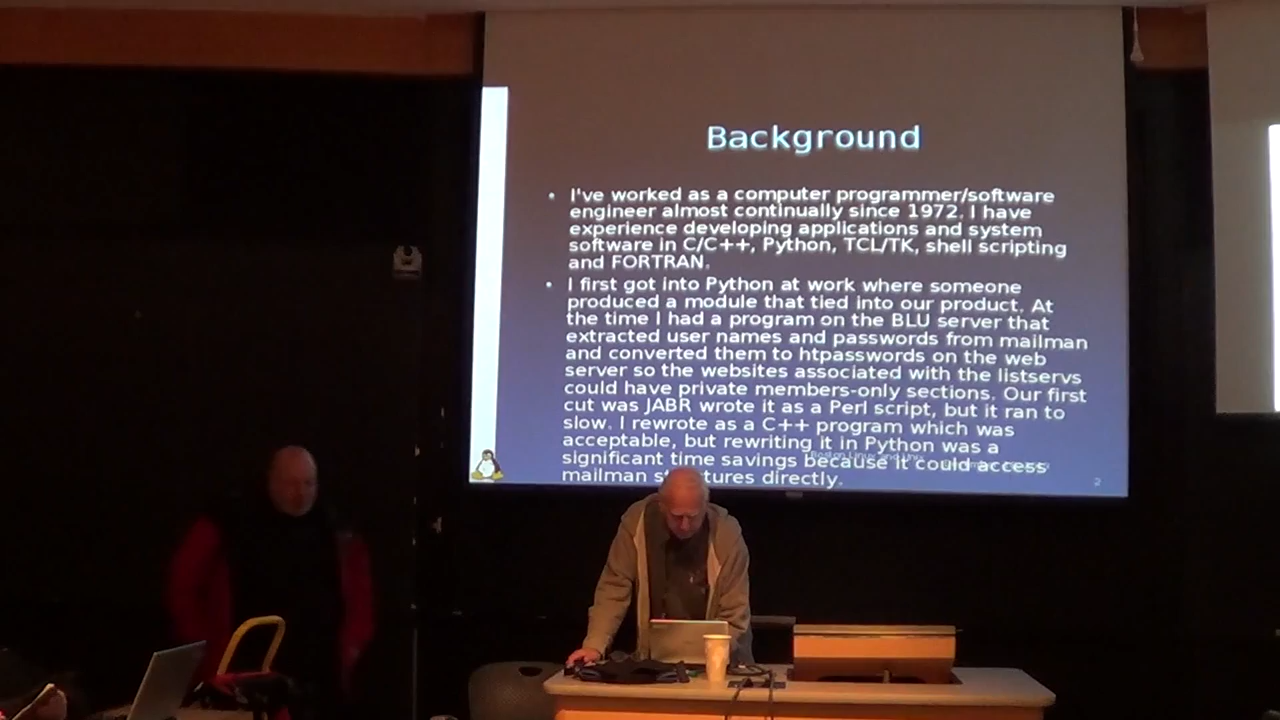 Background
• I've worked as a computer programmer/software
engineer almost continually since 1972. I have
experience developing applications and system
software in C/C++, Python, TCL/TK, shell scripting
and FORTRAN.
• I first got into Python at work where someone
produced a module that tied into our product. At
the time I had a program on the BLU server that
extracted user names and passwords from mailman
and converted them to htpasswords on the web
server so the websites associated with the listservs
could have private members-only sections. Our first
cut was JABR wrote it as a Perl script, but it ran to
slow. I rewrote as a C++ program which was
acceptable, but rewriting it in Python was a
significant time savings because it could access
mailman directly.
Boston Linux and Unix
2